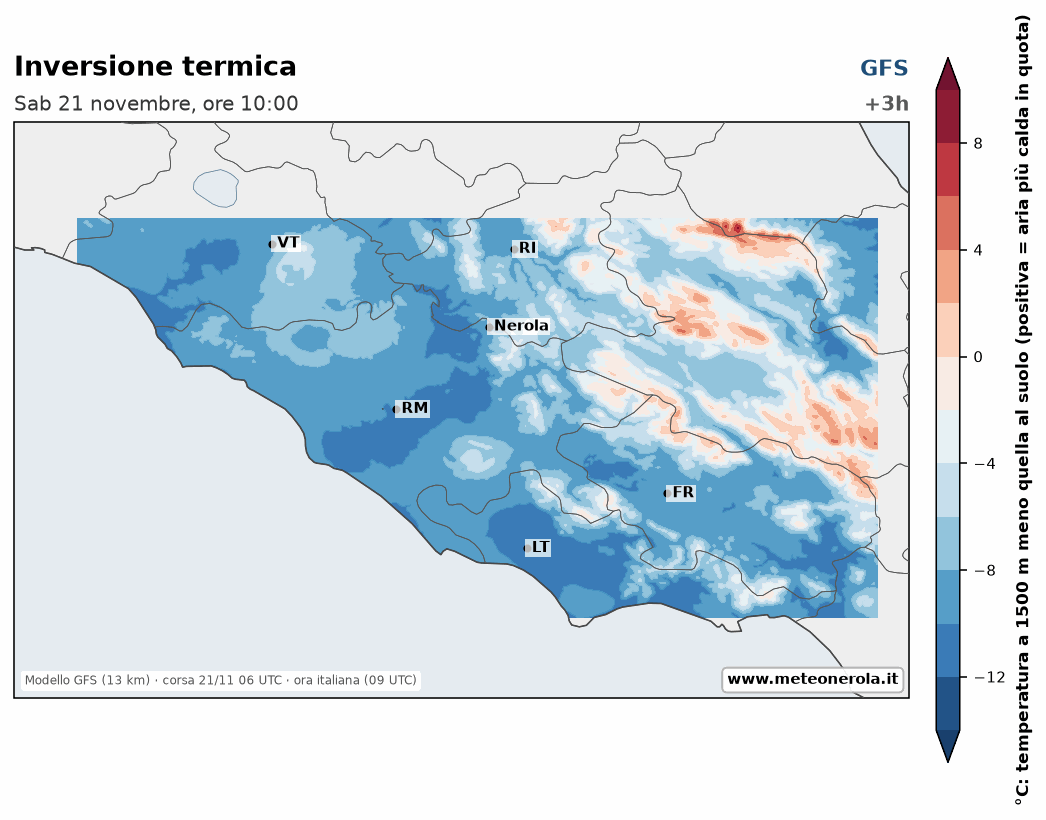 Inversione termica
GFS
Sab 21 novembre, ore 10:00
+3h
VT
RI
Nerola
RM
FR
LT
Modello GFS (13 km) · corsa 21/11 06 UTC · ora italiana (09 UTC)
www.meteonerola.it
8
4
0
−4
−8
−12
°C: temperatura a 1500 m meno quella al suolo (positiva = aria più calda in quota)